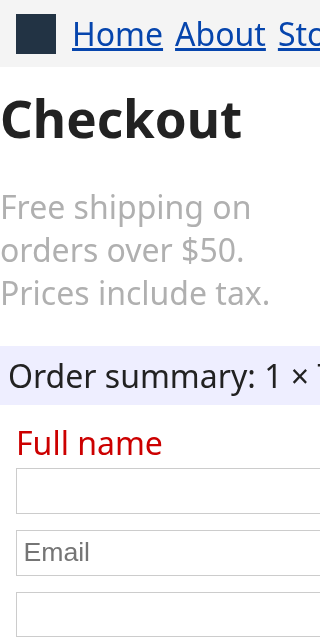 Home About
Checkout
Free shipping on
orders over $50.
Prices include tax.
Order summary: 1 ×
Full name
Email